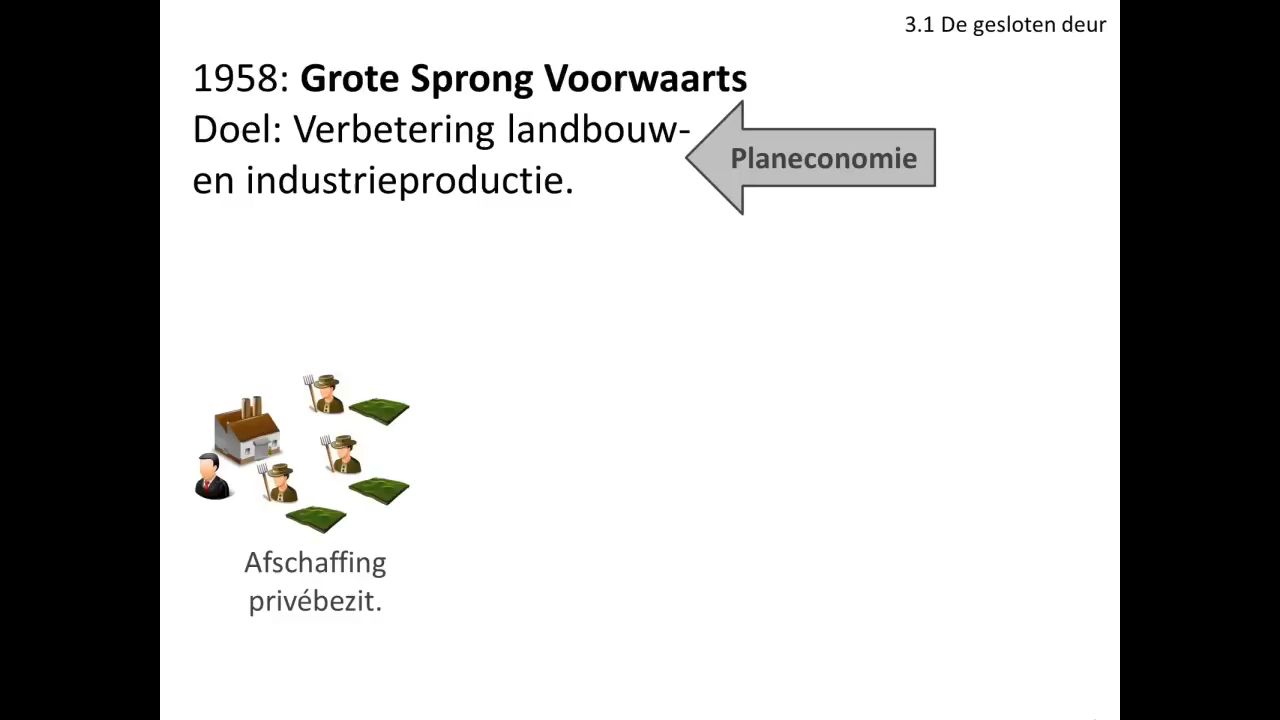 3.1 De gesloten deur
1958: Grote Sprong Voorwaarts
Doel: Verbetering landbouw-
en industrieproductie.
Planeconomie
Afschaffing
privébezit.